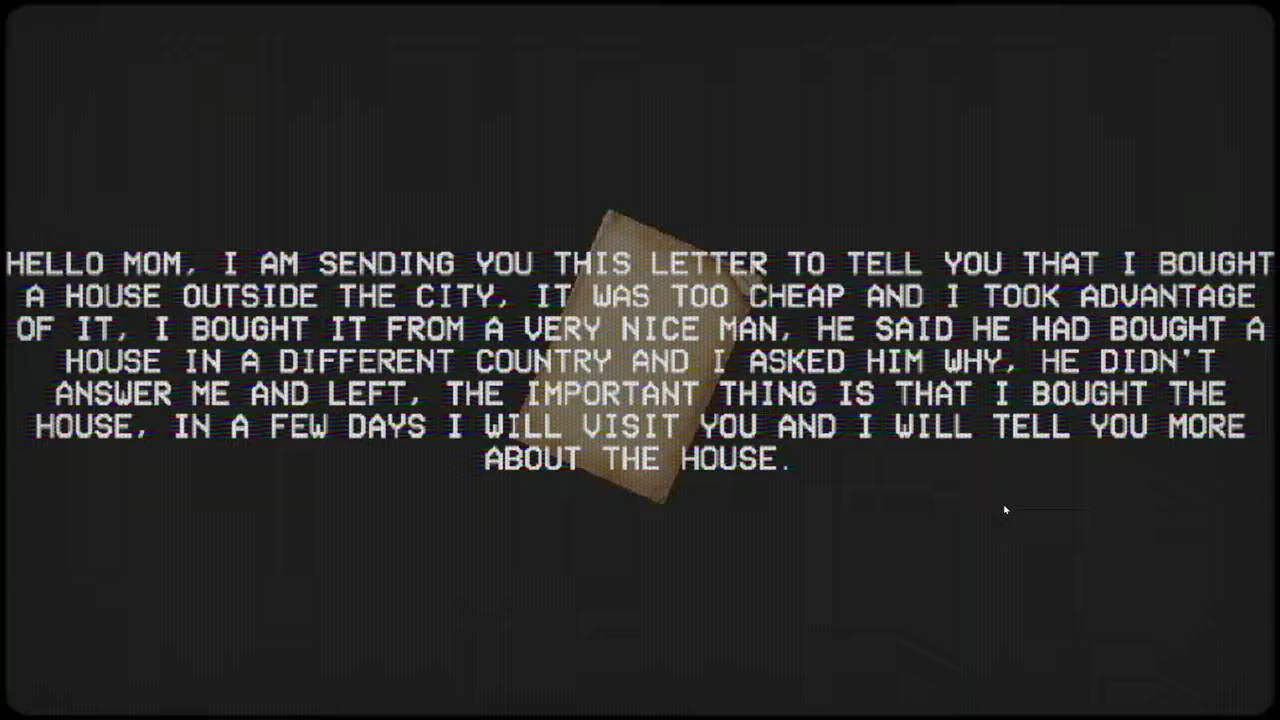 HELLO MOM, I AM SENDING YOU THIS LETTER TO TELL YOU THAT I BOUGHT
A HOUSE OUTSIDE THE CITY, IT WAS TOO CHEAP AND I TOOK ADVANTAGE
OF IT, I BOUGHT IT FROM A VERY NICE MAN, HE SAID HE HAD BOUGHT A
HOUSE IN A DIFFERENT COUNTRY AND I ASKED HIM WHY, HE DIDN'T
ANSWER ME AND LEFT, THE IMPORTANT THING IS THAT I BOUGHT THE
HOUSE, IN A FEW DAYS I WILL VISIT YOU AND I WILL TELL YOU MORE
ABOUT THE HOUSE.